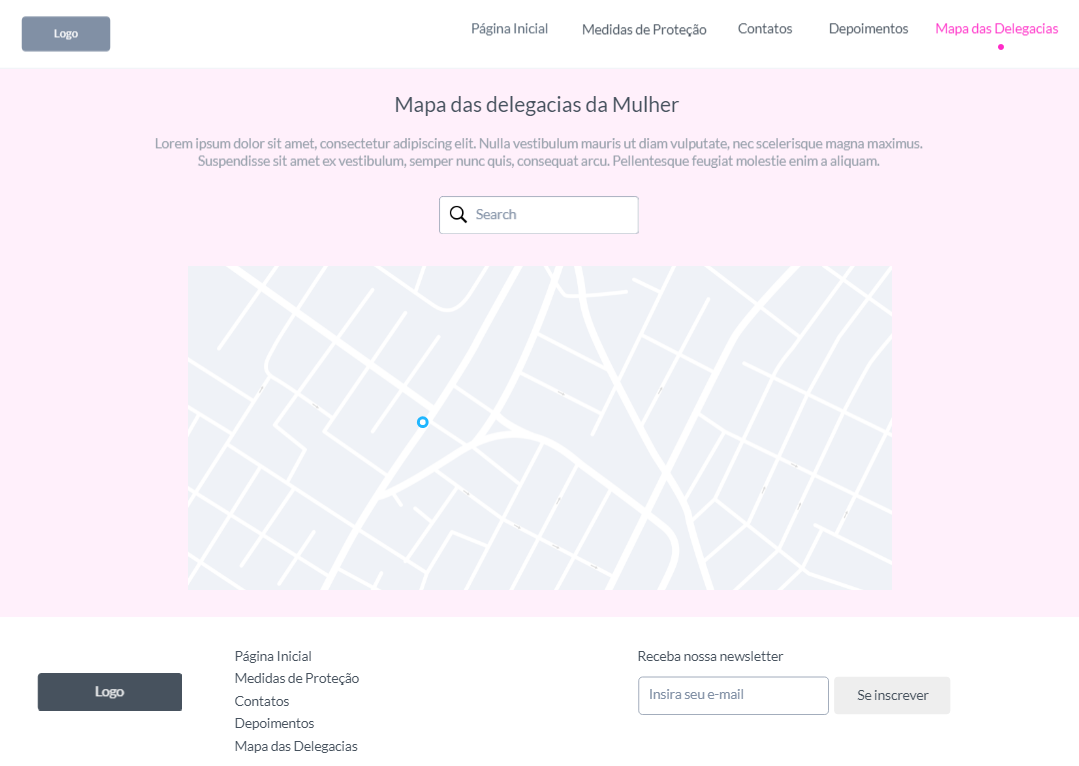 Logo
Página Inicial
Medidas de Proteção
Contatos
Depoimentos
Mapa das Delegacias
Mapa das delegacias da Mulher
Lorem ipsum dolor sit amet, consectetur adipiscing elit. Nulla vestibulum mauris ut diam vulputate, nec scelerisque magna maximus.
Suspendisse sit amet ex vestibulum, semper nunc quis, consequat arcu. Pellentesque feugiat molestie enim a aliquam.
Search
Logo
Página Inicial
Medidas de Proteção
Contatos
Depoimentos
Mapa das Delegacias
Receba nossa newsletter
Insira seu e-mail
Se inscrever